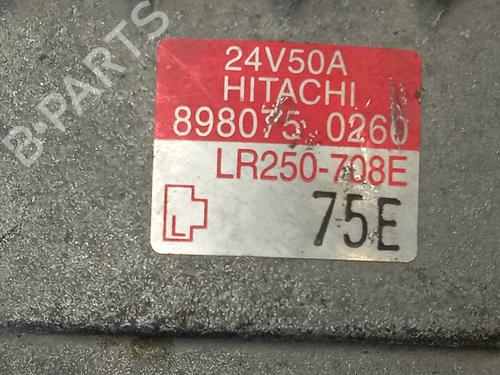 B-PARTS
24V50A
HITACHI
898075 0260
LR250-708E
75E